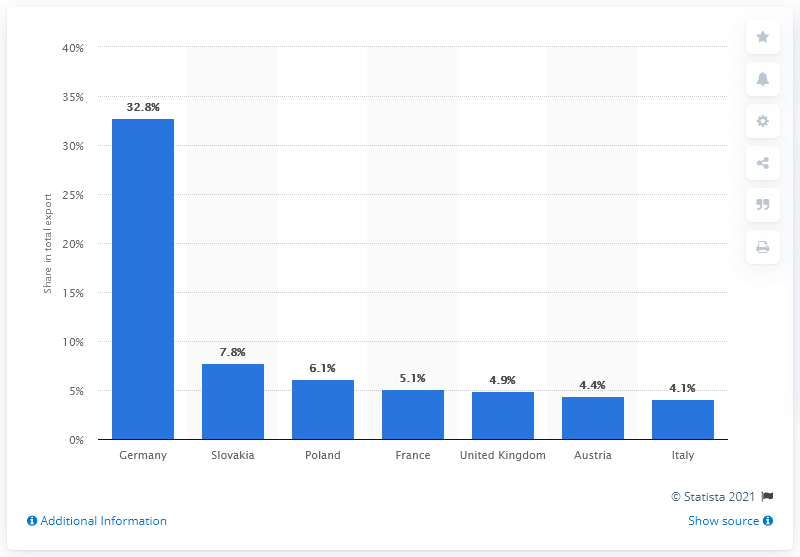 40%
35%
30%
25%
20%
15%
10%
5%
0%
Share in total export
32.8%
7.8%
6.1%
5.1%
4.9%
4.4%
4.1%
Germany
Slovakia
Poland
France
United Kingdom
Austria
Italy
© Statista 2021
Additional Information
Show source